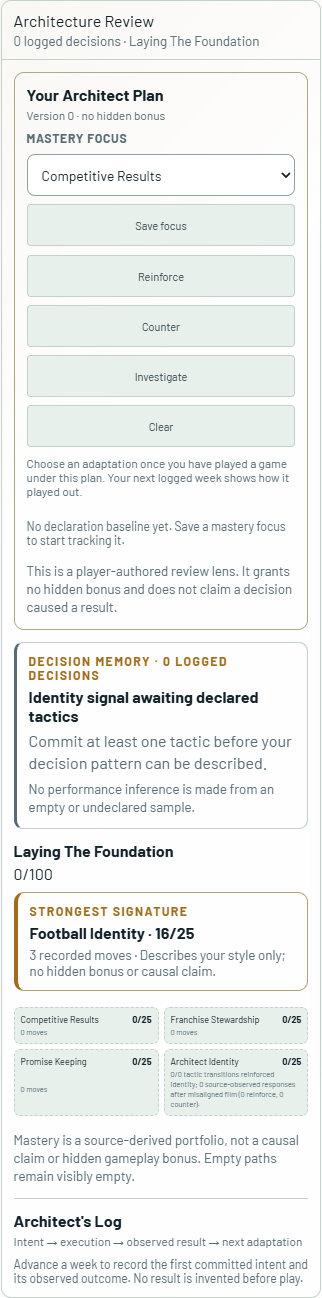 Architecture Review
0 logged decisions · Laying The Foundation
Your Architect Plan
Version 0 · no hidden bonus
MASTERY FOCUS
Competitive Results
Save focus
Reinforce
Counter
Investigate
Clear
Choose an adaptation once you have played a game
under this plan. Your next logged week shows how it
played out.
No declaration baseline yet. Save a mastery focus
to start tracking it.
This is a player-authored review lens. It grants
no hidden bonus and does not claim a decision
caused a result.
DECISION MEMORY · 0 LOGGED
DECISIONS
Identity signal awaiting declared
tactics
Commit at least one tactic before your
decision pattern can be described.
No performance inference is made from an
empty or undeclared sample.
Laying The Foundation
0/100
STRONGEST SIGNATURE
Football Identity · 16/25
3 recorded moves · Describes your style only;
no hidden bonus or causal claim.
Competitive Results 0/25
0 moves
Franchise Stewardship 0/25
0 moves
Promise Keeping 0/25
0 moves
Architect Identity 0/25
0/0 tactic transitions reinforced
identity; 0 source-observed responses
after misaligned film (0 reinforce, 0
counter).
Mastery is a source-derived portfolio, not a causal
claim or hidden gameplay bonus. Empty paths
remain visibly empty.
Architect's Log
Intent → execution → observed result → next adaptation
Advance a week to record the first committed intent and
its observed outcome. No result is invented before play.